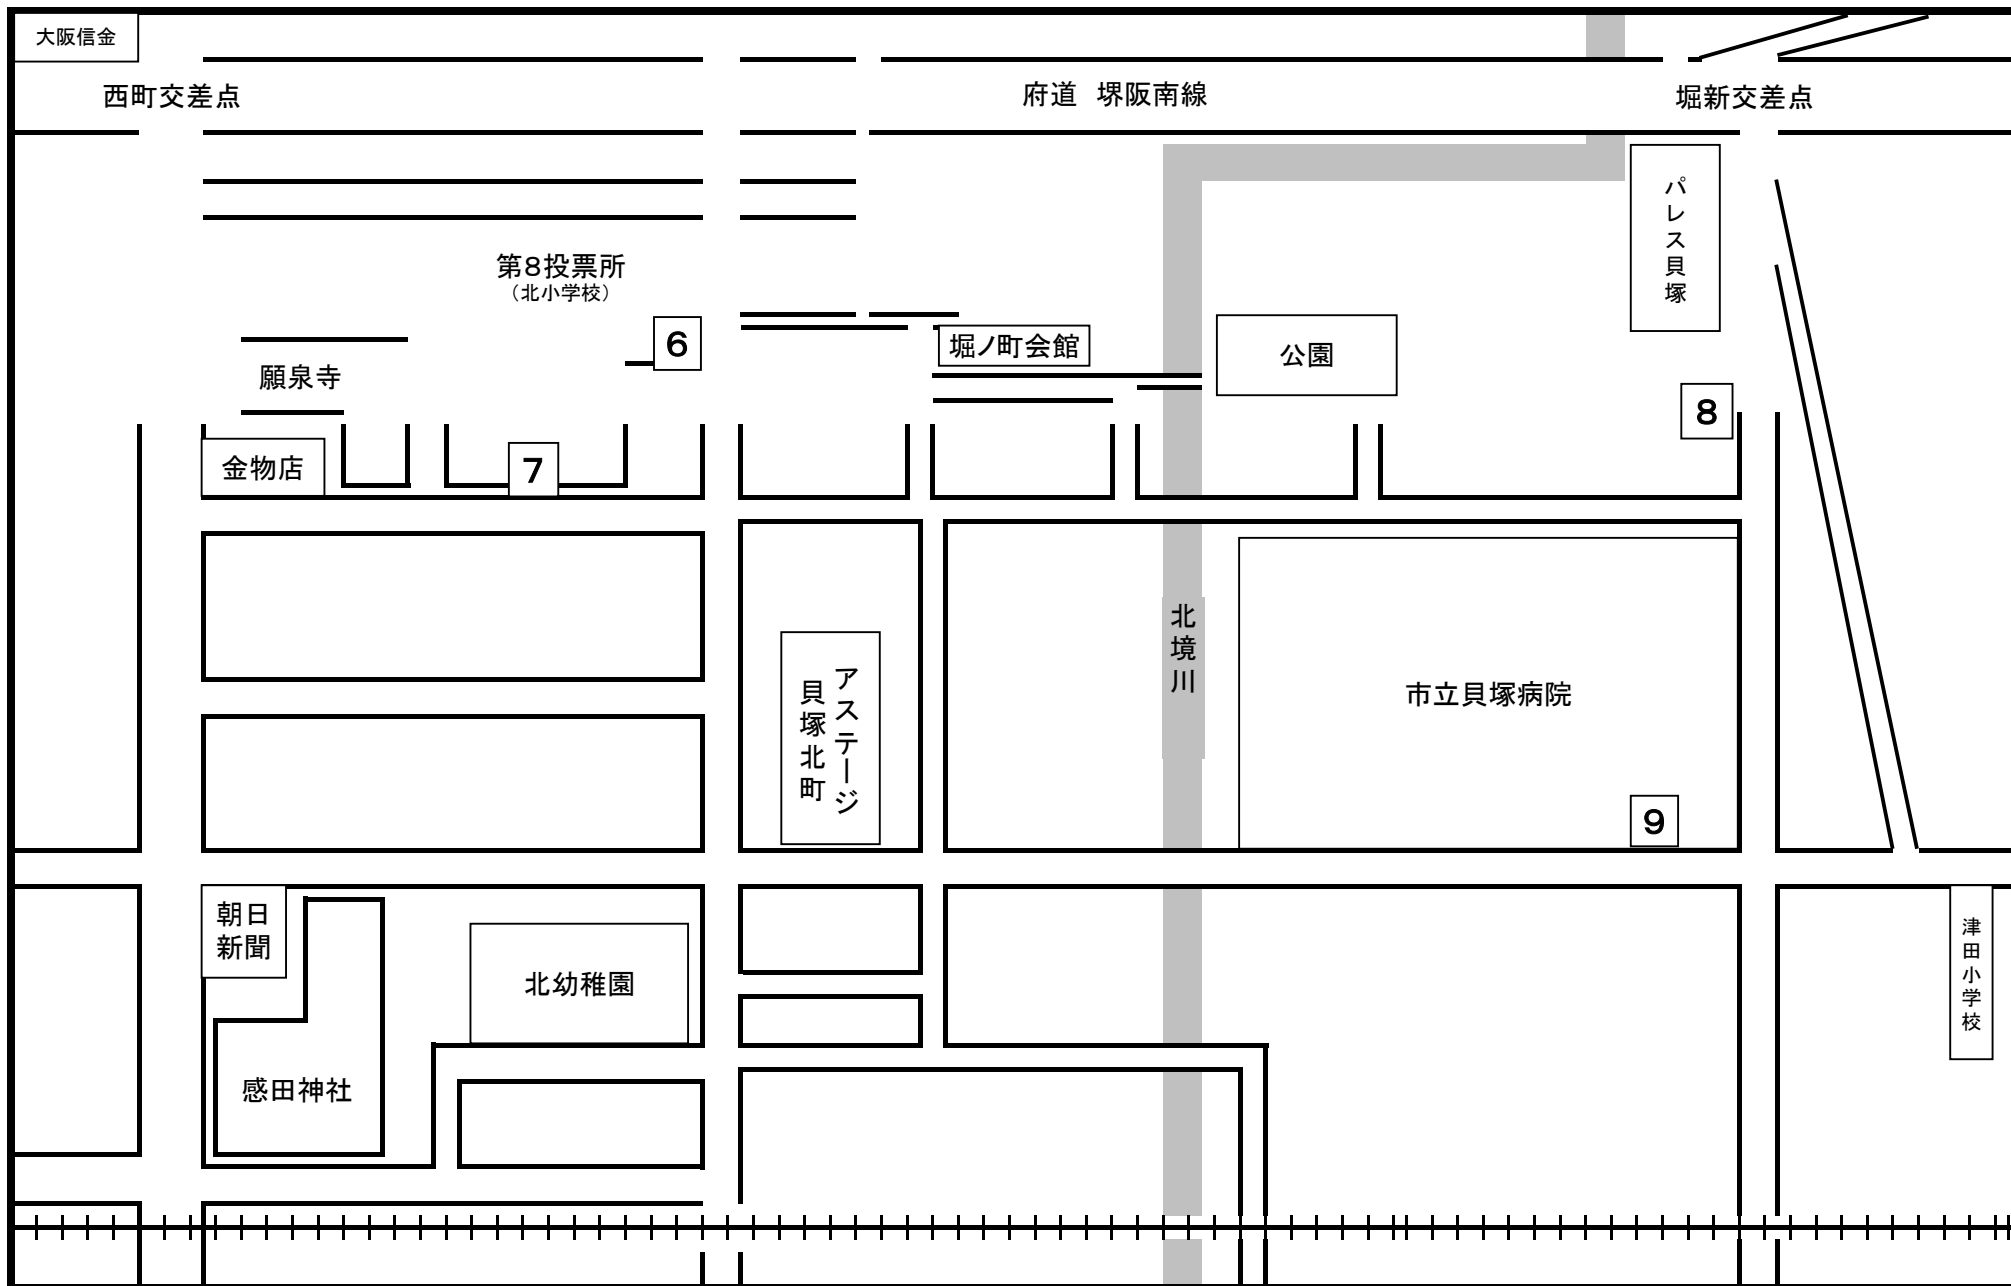 大阪信金
西町交差点
府道 堺阪南線
堀新交差点
パレス貝塚
第8投票所
(北小学校)
6
堀ノ町会館
公園
願泉寺
8
金物店
7
北境川
アステージ
貝塚北町
市立貝塚病院
9
朝日
新聞
北幼稚園
津田小学校
感田神社